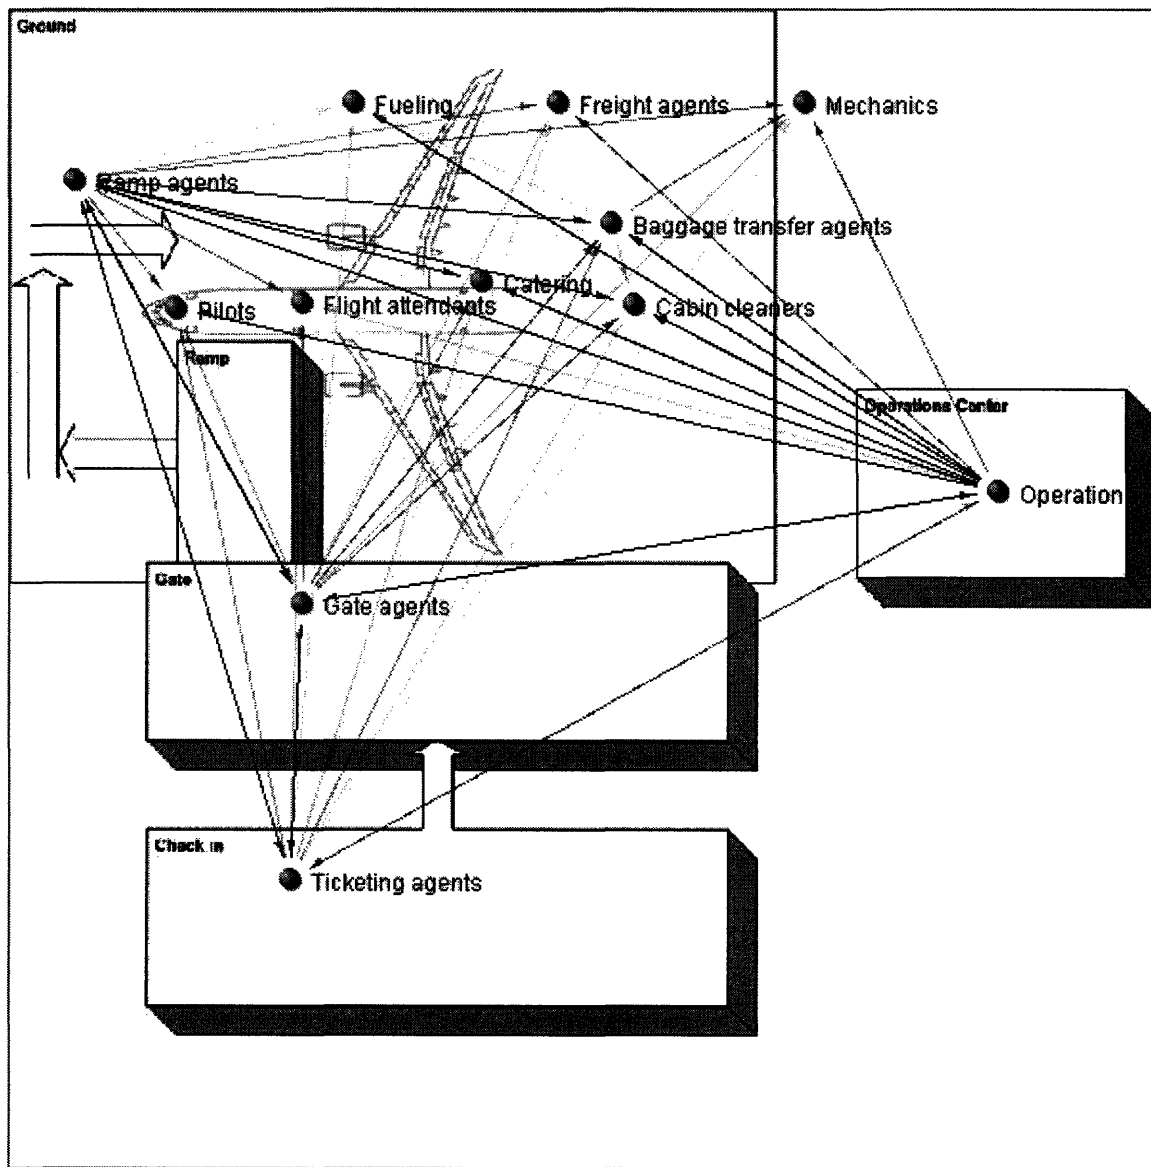 Ground
Fueling
Freight agents
Mechanics
Ramp agents
Baggage transfer agents
Catering
Pilots
Flight attendants
Cabin cleaners
Ramp
Operations Center
Operation
Gate
Gate agents
Check in
Ticketing agents